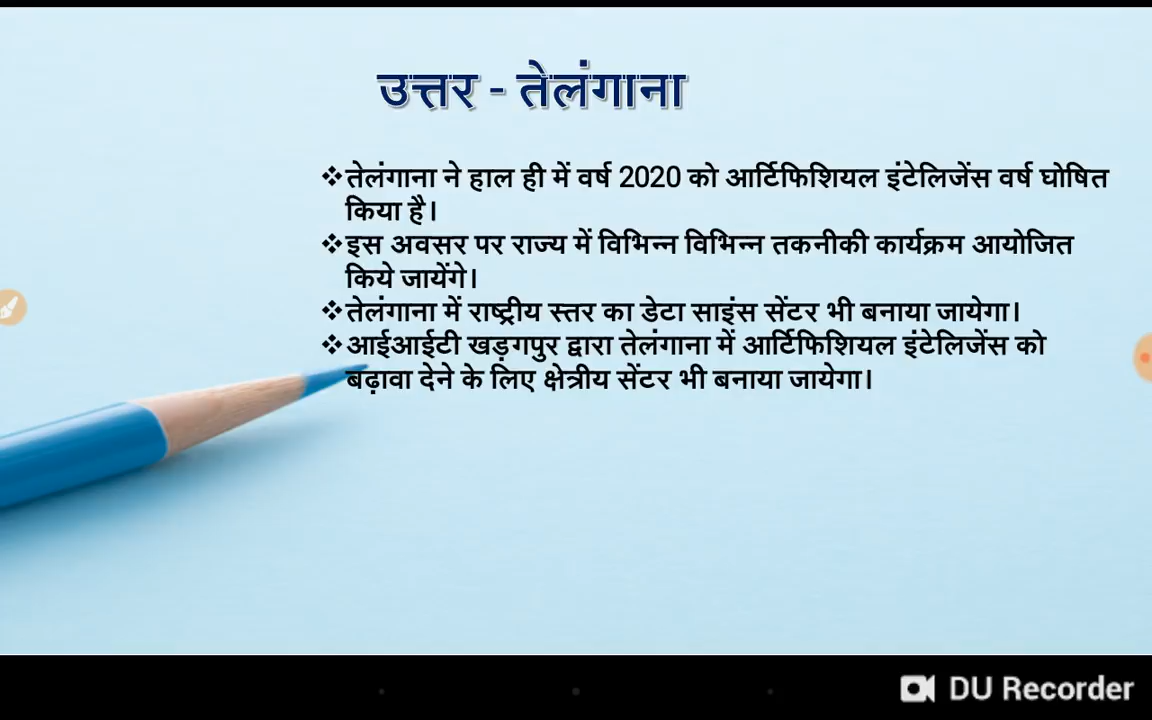 उत्तर - तेलंगाना
❖तेलंगाना ने हाल ही में वर्ष 2020 को आर्टिफिशियल इंटेलिजेंस वर्ष घोषित
किया है।
❖इस अवसर पर राज्य में विभिन्न विभिन्न तकनीकी कार्यक्रम आयोजित
किये जायेंगे।
❖तेलंगाना में राष्ट्रीय स्तर का डेटा साइंस सेंटर भी बनाया जायेगा।
❖आईआईटी खड़गपुर द्वारा तेलंगाना में आर्टिफिशियल इंटेलिजेंस को
बढ़ावा देने के लिए क्षेत्रीय सेंटर भी बनाया जायेगा।
DU Recorder